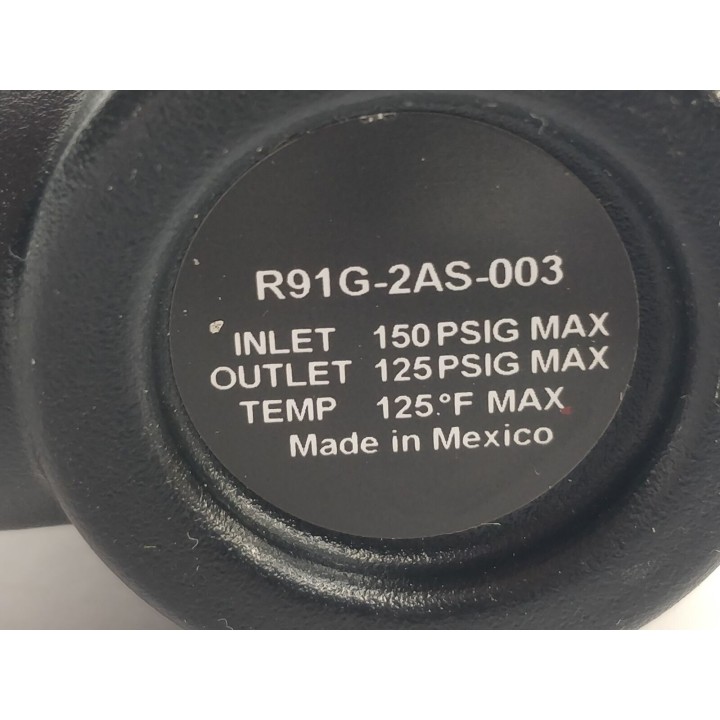 R91G-2AS-003
INLET 150 PSIG MAX
OUTLET 125 PSIG MAX
TEMP 125.°F MAX
Made in Mexico